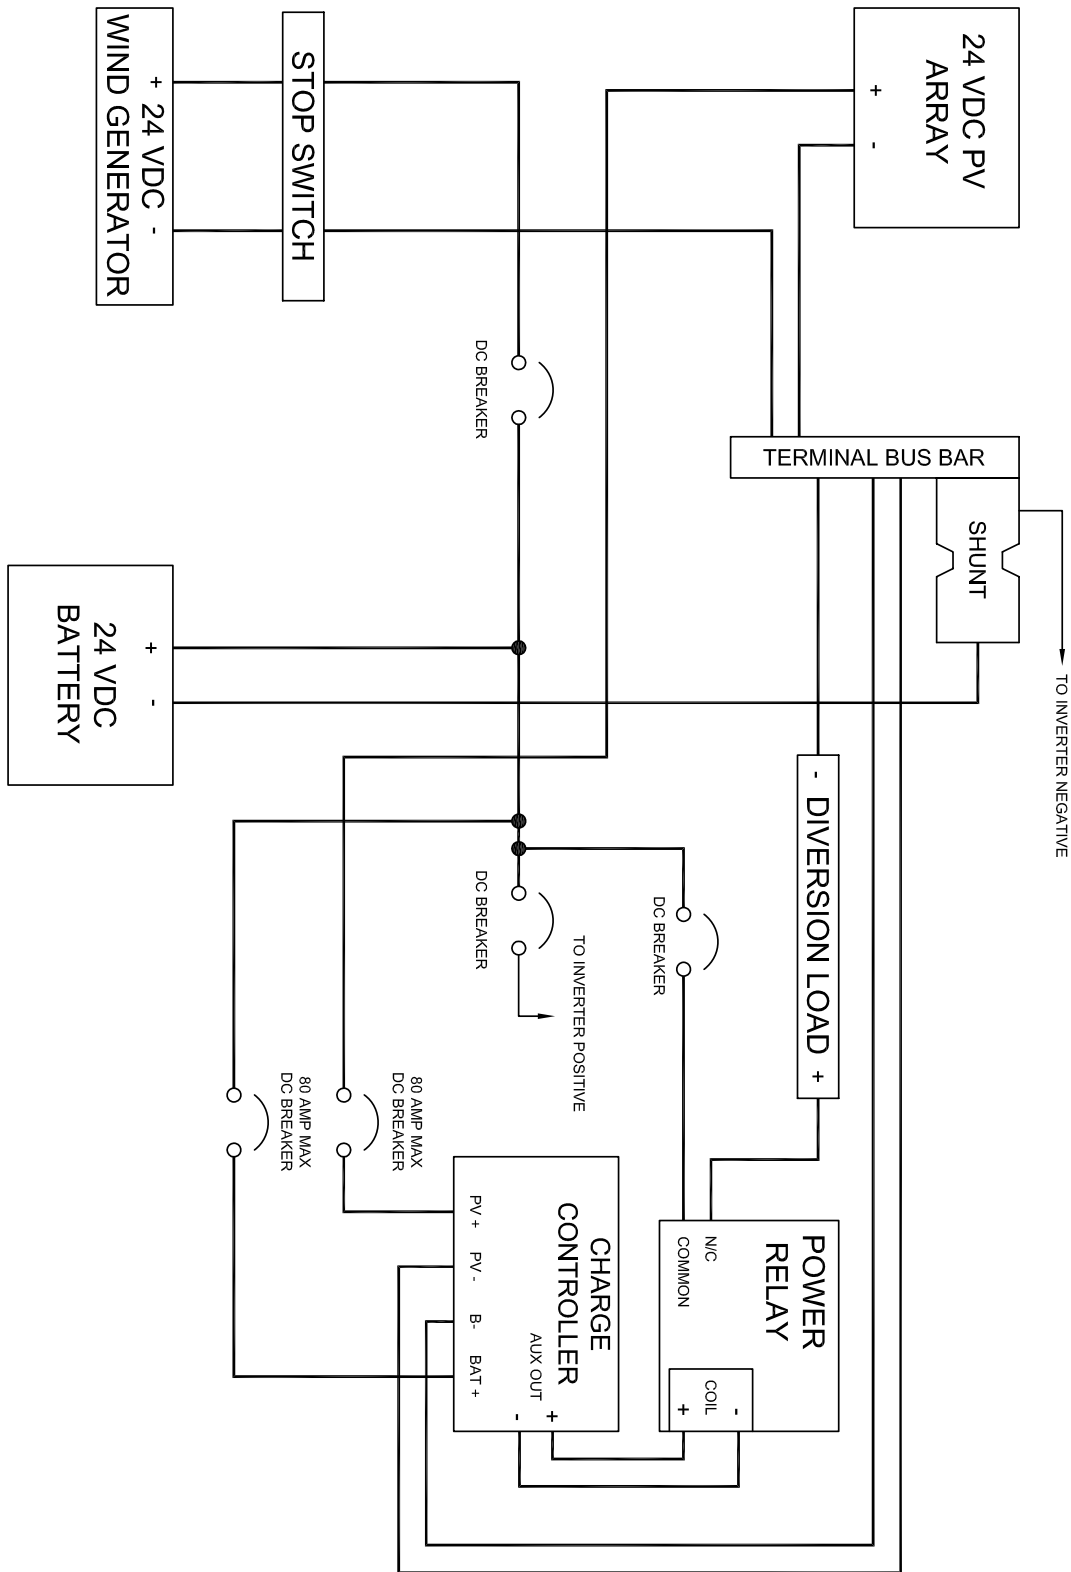 WIND GENERATOR
+ 24 VDC -
STOP SWITCH
24 VDC PV
ARRAY
+
-
DC BREAKER
TERMINAL BUS BAR
SHUNT
TO INVERTER NEGATIVE
24 VDC
BATTERY
+
-
- DIVERSION LOAD +
DC BREAKER
TO INVERTER POSITIVE
DC BREAKER
80 AMP MAX
DC BREAKER
80 AMP MAX
DC BREAKER
CHARGE
CONTROLLER
PV +
PV -
B-
BAT +
AUX OUT
-
+
POWER
RELAY
N/C
COMMON
COIL
+
-